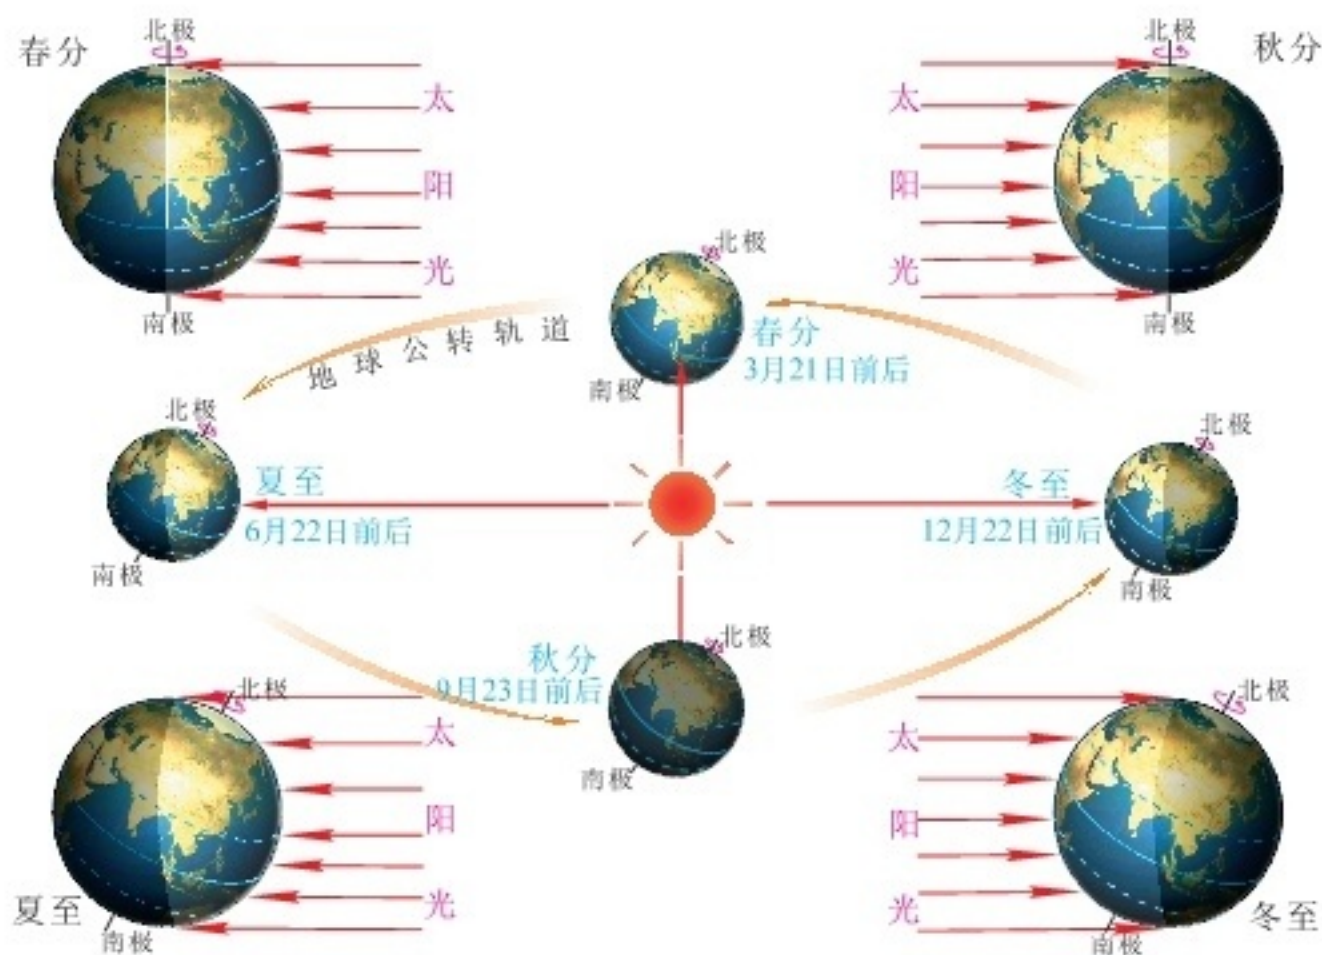 北极
春分
太
阳
光
南极
北极
秋分
太
阳
光
南极
地球公转轨道
北极
春分
3月21日前后
南极
北极
夏至
6月22日前后
南极
北极
冬至
12月22日前后
南极
北极
秋分
9月23日前后
南极
北极
太
阳
光
夏至
南极
北极
太
阳
光
冬至
南极